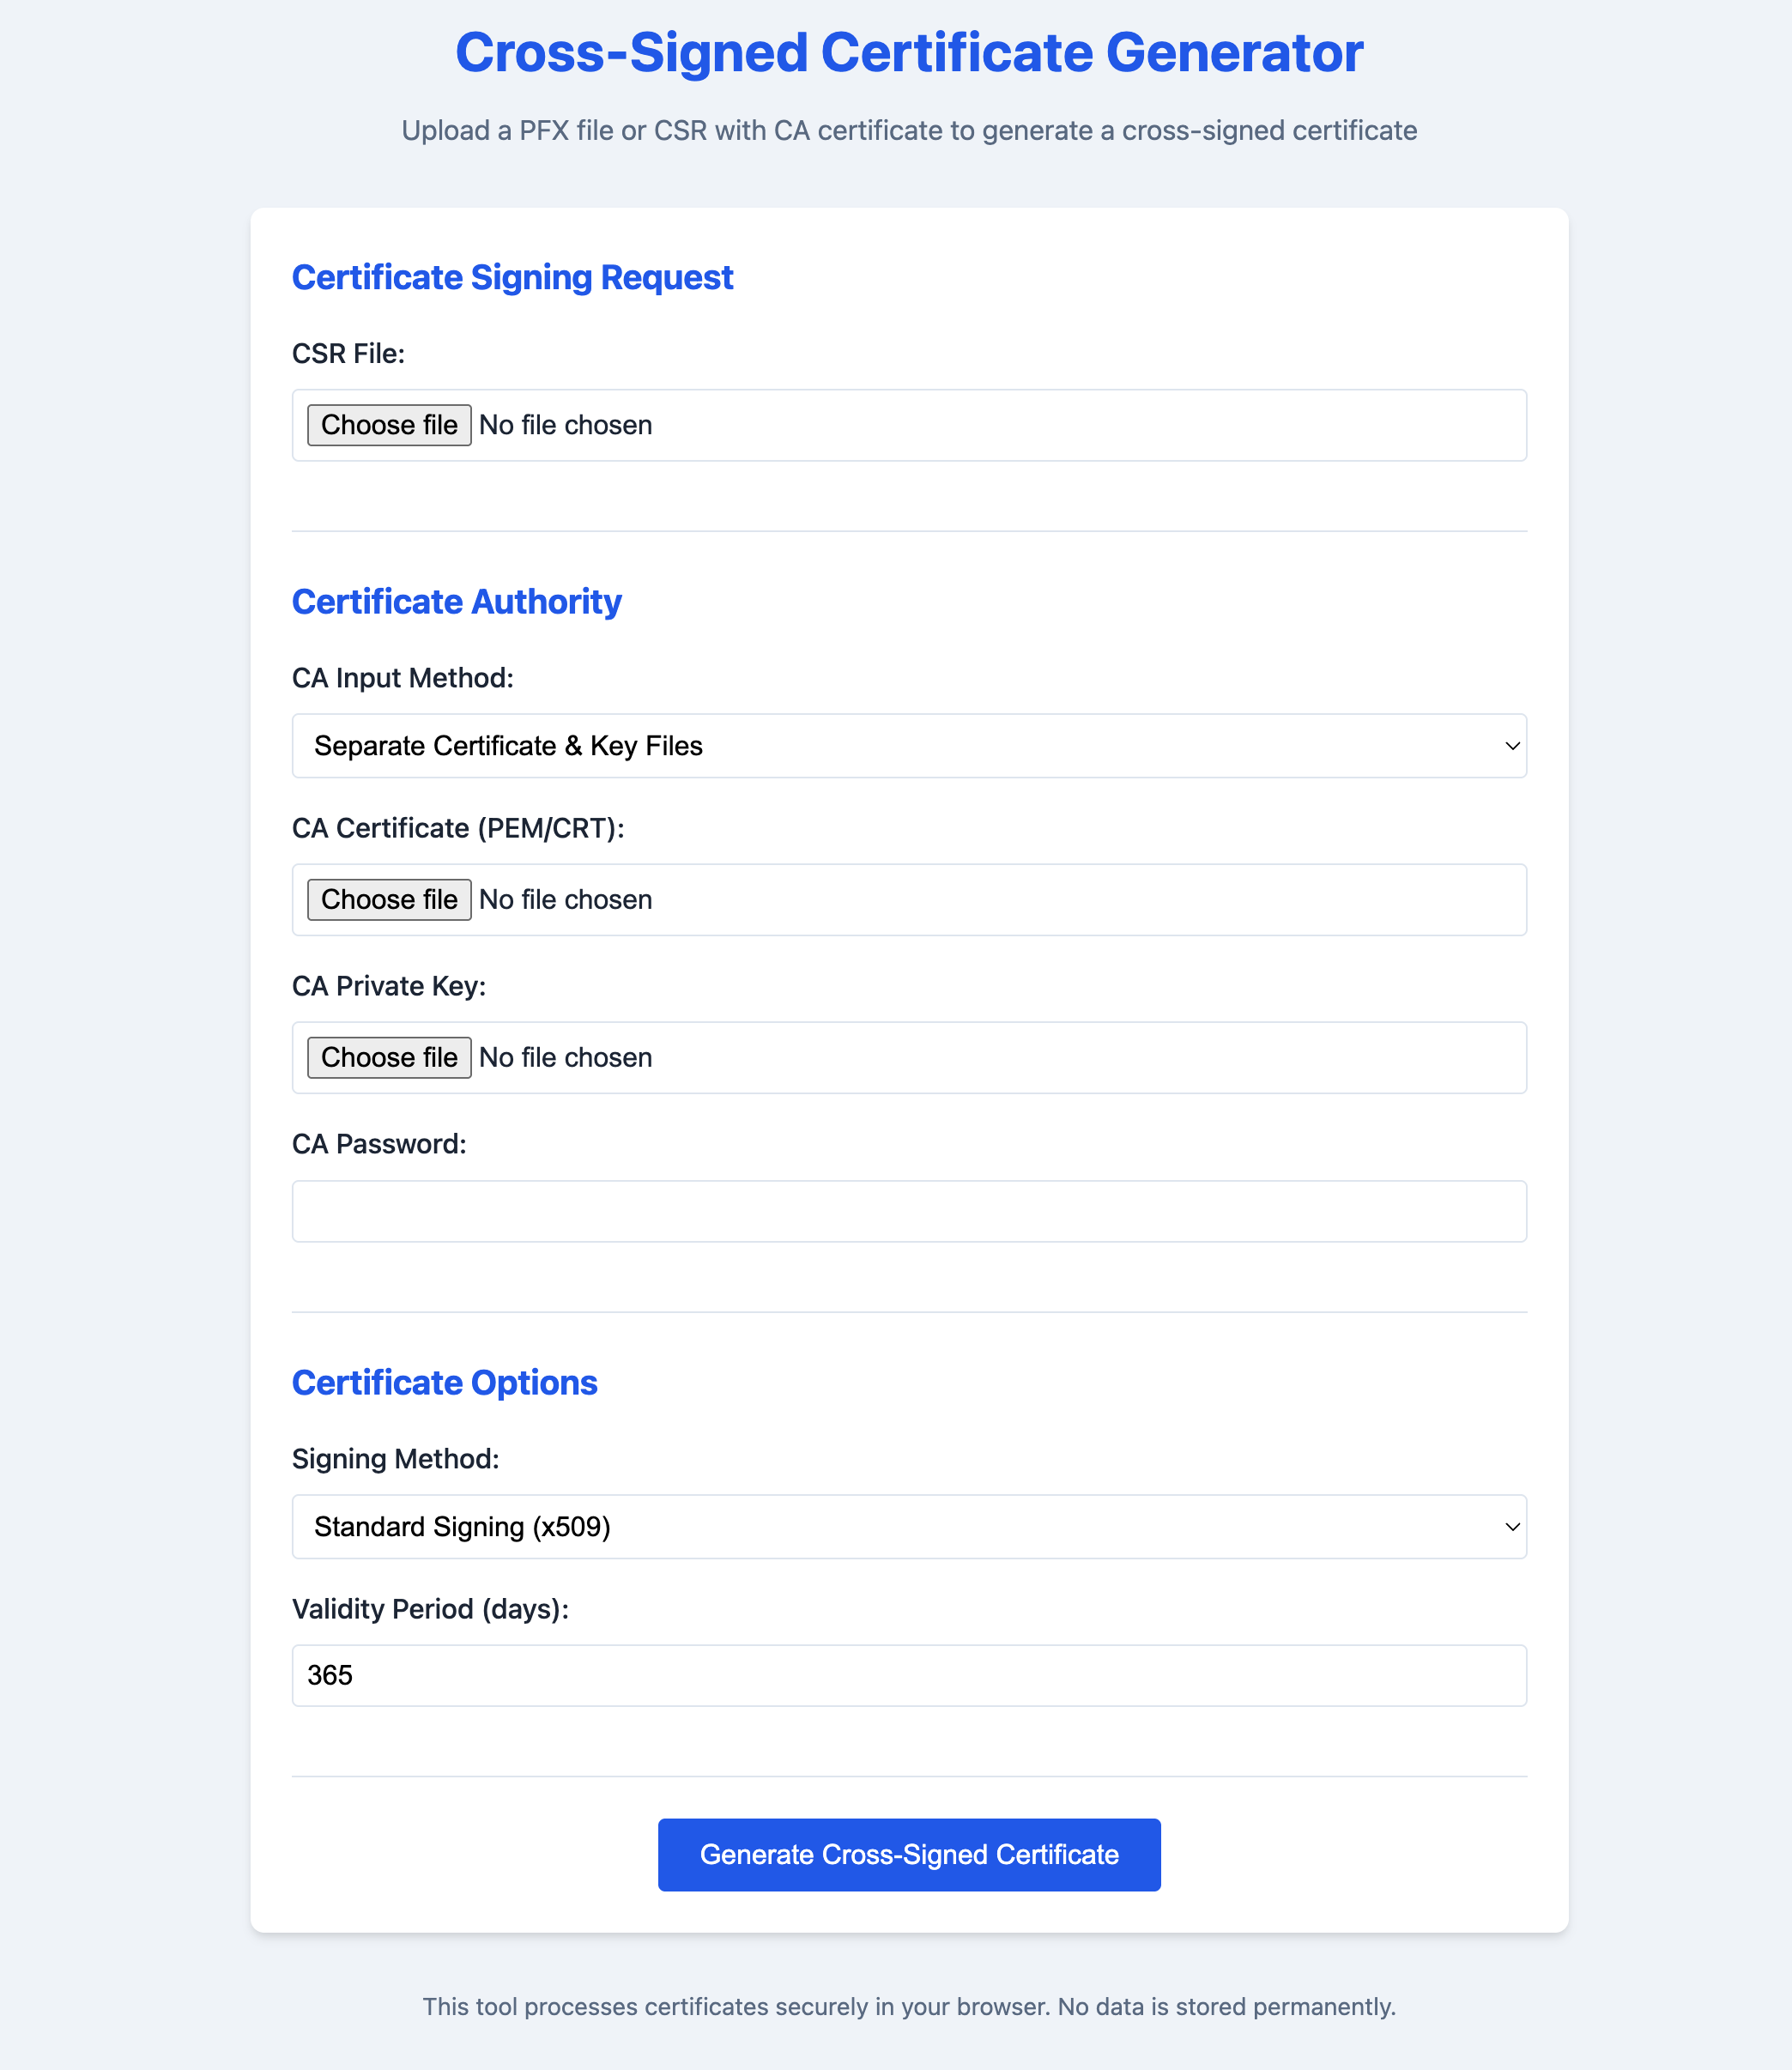 Cross-Signed Certificate Generator
Upload a PFX file or CSR with CA certificate to generate a cross-signed certificate
Certificate Signing Request
CSR File:
Choose file No file chosen
Certificate Authority
CA Input Method:
Separate Certificate & Key Files
CA Certificate (PEM/CRT):
Choose file No file chosen
CA Private Key:
Choose file No file chosen
CA Password:
Certificate Options
Signing Method:
Standard Signing (x509)
Validity Period (days):
365
Generate Cross-Signed Certificate
This tool processes certificates securely in your browser. No data is stored permanently.